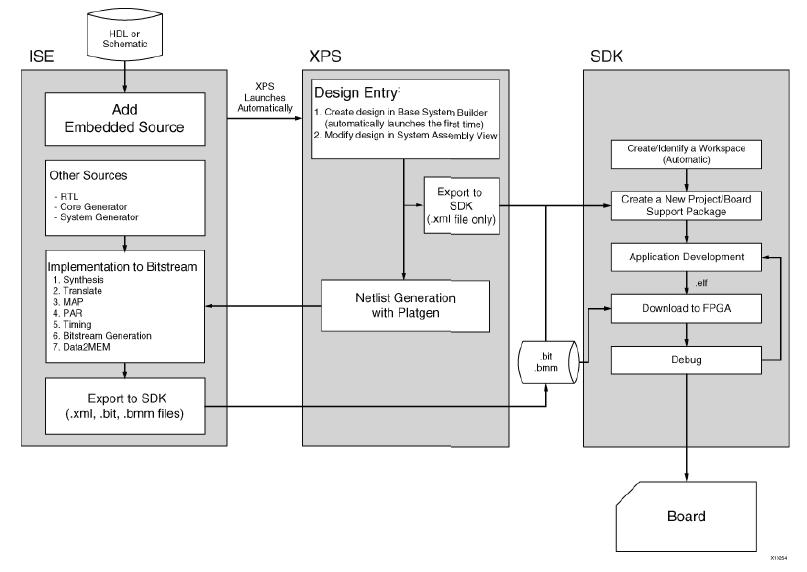 HDL or
Schematic
ISE
Add
Embedded Source
Other Sources
- RTL
- Core Generator
- System Generator
Implementation to Bitstream
1. Synthesis
2. Translate
3. MAP
4. PAR
5. Timing
6. Bitstream Generation
7. Data2MEM
Export to SDK
(.xml, .bit, .bmm files)
XPS
Launches
Automatically
XPS
Design Entry:
1. Create design in Base System Builder
(automatically launches the first time)
2. Modify design in System Assembly View
Export to
SDK
(.xml file only)
Netlist Generation
with Platgen
.bit
.bmm
SDK
Create/Identify a Workspace
(Automatic)
Create a New Project/Board
Support Package
Application Development
.elf
Download to FPGA
Debug
Board